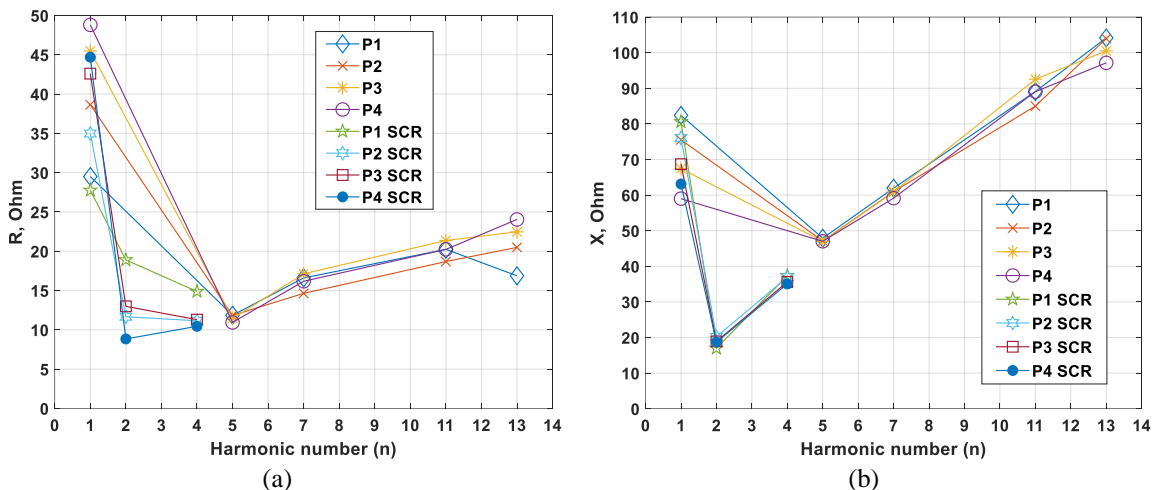 50
45
40
35
30
25
20
15
10
5
0
R, Ohm
0 1 2 3 4 5 6 7 8 9 10 11 12 13 14
Harmonic number (n)
P1
P2
P3
P4
P1 SCR
P2 SCR
P3 SCR
P4 SCR
(a)
110
100
90
80
70
60
50
40
30
20
10
0
X, Ohm
0 1 2 3 4 5 6 7 8 9 10 11 12 13 14
Harmonic number (n)
P1
P2
P3
P4
P1 SCR
P2 SCR
P3 SCR
P4 SCR
(b)